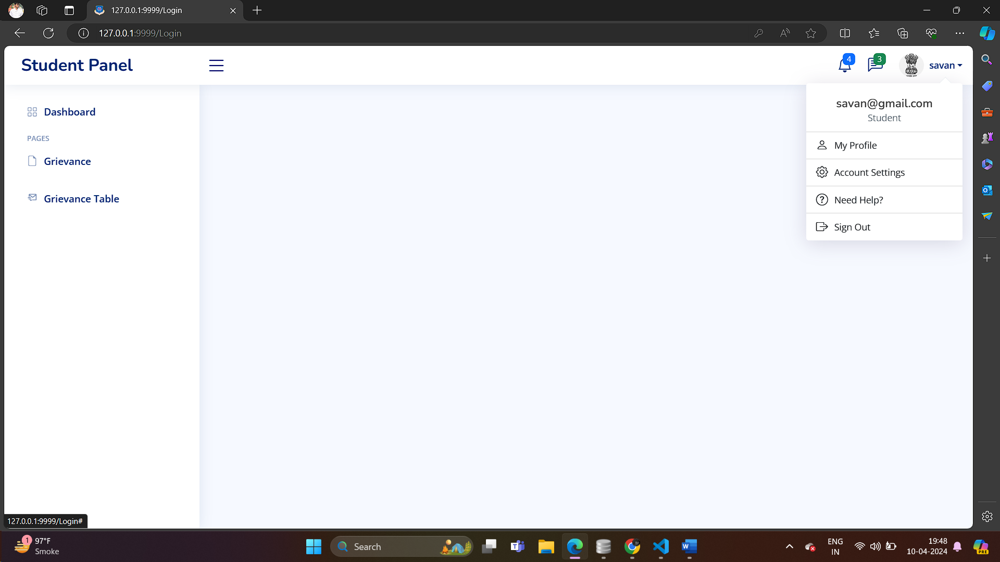 127.0.0.1:9999/Login
127.0.0.1:9999/Login
Student Panel
4
3
savan
savan@gmail.com
Student
My Profile
Account Settings
Need Help?
Sign Out
Dashboard
PAGES
Grievance
Grievance Table
127.0.0.1:9999/Login#
1
97°F
Smoke
Search
ENG
IN
19:48
10-04-2024
PRE